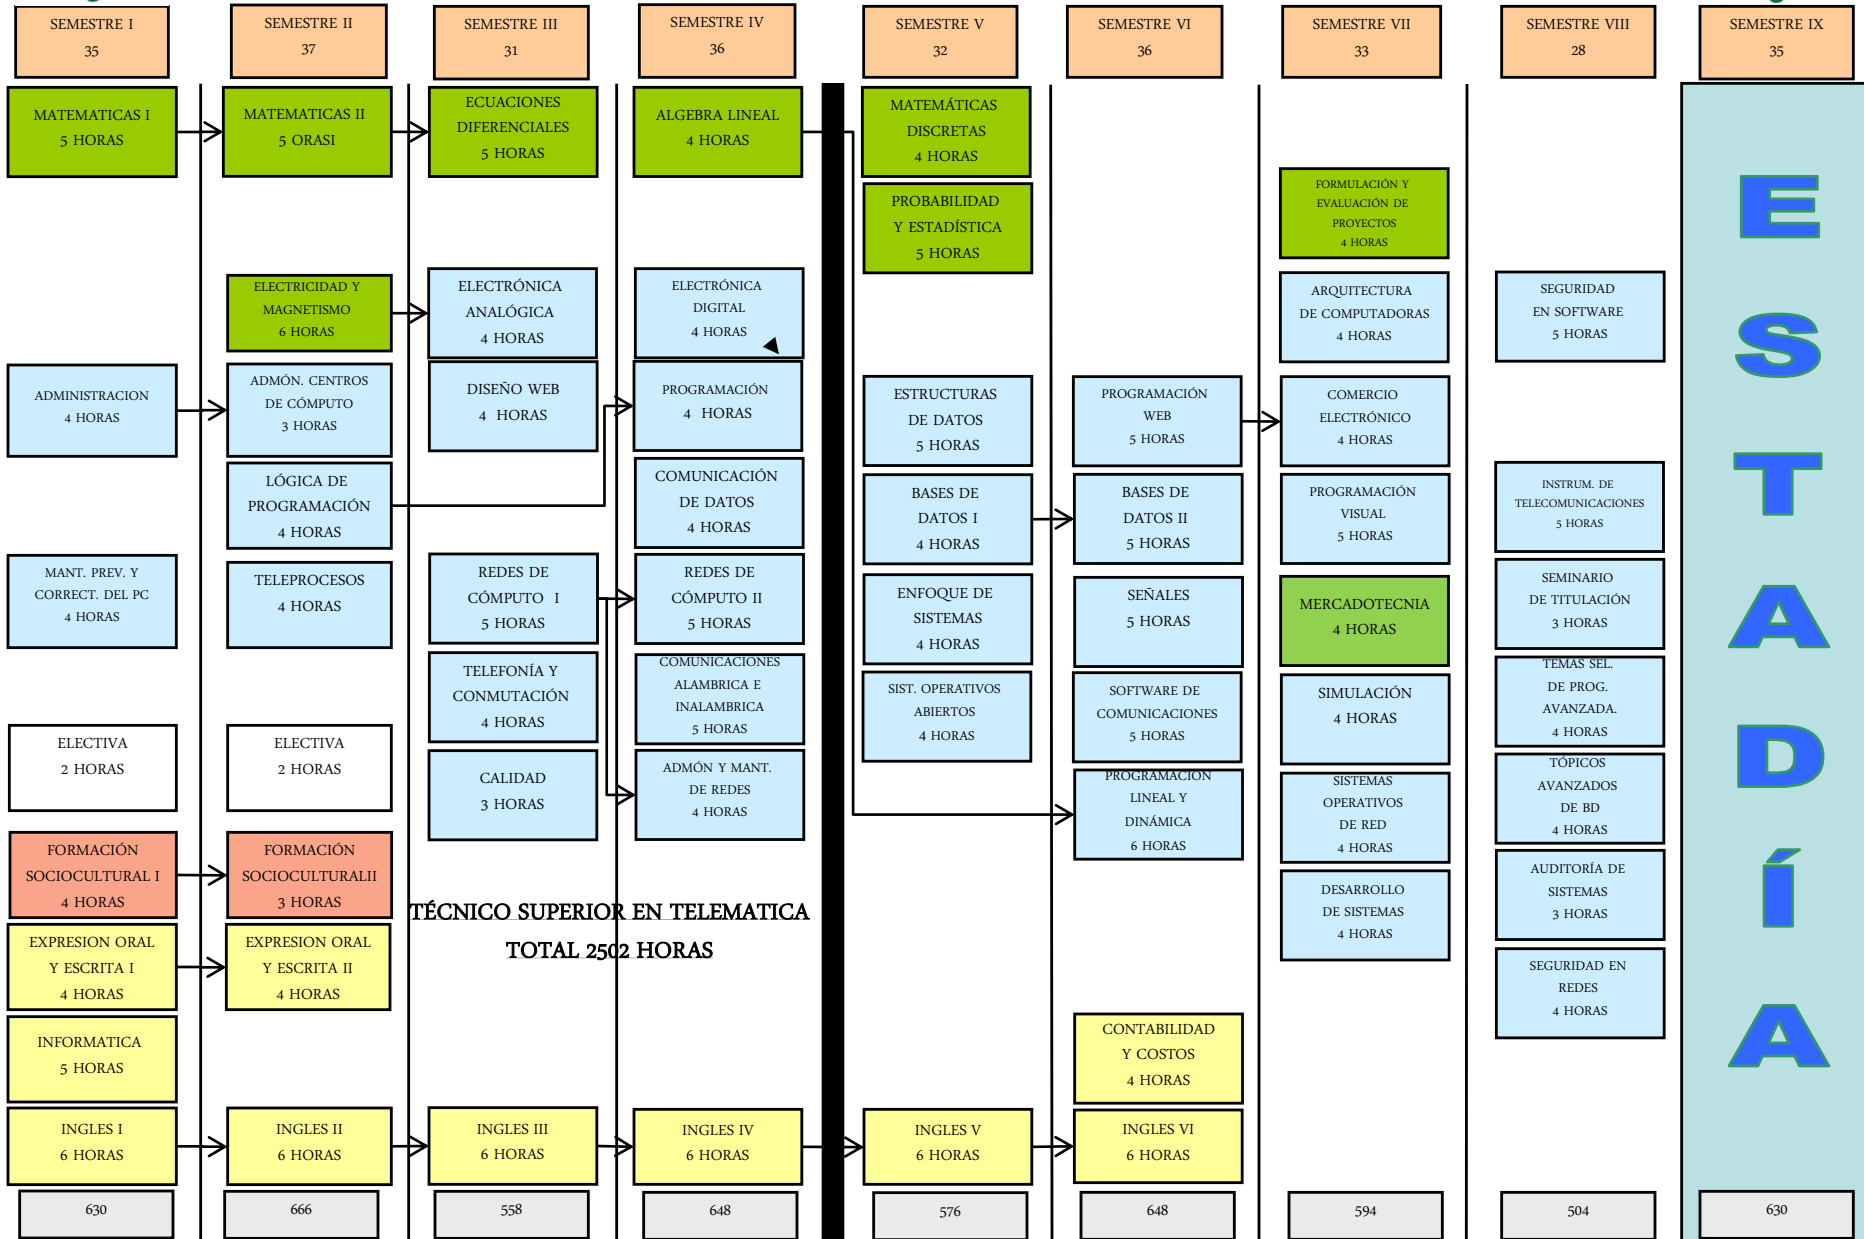 SEMESTRE I
35
MATEMATICAS I
5 HORAS
ADMINISTRACION
4 HORAS
MANT. PREV. Y
CORRECT. DEL PC
4 HORAS
ELECTIVA
2 HORAS
FORMACIÓN
SOCIOCULTURAL I
4 HORAS
EXPRESION ORAL
Y ESCRITA I
4 HORAS
INFORMATICA
5 HORAS
INGLES I
6 HORAS
630
SEMESTRE II
37
MATEMATICAS II
5 ORASI
ELECTRICIDAD Y
MAGNETISMO
6 HORAS
ADMÓN. CENTROS
DE CÓMPUTO
3 HORAS
LÓGICA DE
PROGRAMACIÓN
4 HORAS
TELEPROCESOS
4 HORAS
ELECTIVA
2 HORAS
FORMACIÓN
SOCIOCULTURALII
3 HORAS
EXPRESION ORAL
Y ESCRITA II
4 HORAS
INGLES II
6 HORAS
666
SEMESTRE III
31
ECUACIONES
DIFERENCIALES
5 HORAS
ELECTRÓNICA
ANALÓGICA
4 HORAS
DISEÑO WEB
4 HORAS
REDES DE
CÓMPUTO I
5 HORAS
TELEFONÍA Y
CONMUTACIÓN
4 HORAS
CALIDAD
3 HORAS
TÉCNICO SUPERIOR EN TELEMATICA
TOTAL 2502 HORAS
INGLES III
6 HORAS
558
SEMESTRE IV
36
ALGEBRA LINEAL
4 HORAS
ELECTRÓNICA
DIGITAL
4 HORAS
PROGRAMACIÓN
4 HORAS
COMUNICACIÓN
DE DATOS
4 HORAS
REDES DE
CÓMPUTO II
5 HORAS
COMUNICACIONES
ALAMBRICA E
INALAMBRICA
5 HORAS
ADMÓN Y MANT.
DE REDES
4 HORAS
INGLES IV
6 HORAS
648
SEMESTRE V
32
MATEMÁTICAS
DISCRETAS
4 HORAS
PROBABILIDAD
Y ESTADÍSTICA
5 HORAS
ESTRUCTURAS
DE DATOS
5 HORAS
BASES DE
DATOS I
4 HORAS
ENFOQUE DE
SISTEMAS
4 HORAS
SIST. OPERATIVOS
ABIERTOS
4 HORAS
INGLES V
6 HORAS
576
SEMESTRE VI
36
PROGRAMACIÓN
WEB
5 HORAS
BASES DE
DATOS II
5 HORAS
SEÑALES
5 HORAS
SOFTWARE DE
COMUNICACIONES
5 HORAS
PROGRAMACION
LINEAL Y
DINÁMICA
6 HORAS
CONTABILIDAD
Y COSTOS
4 HORAS
INGLES VI
6 HORAS
648
SEMESTRE VII
33
FORMULACIÓN Y
EVALUACIÓN DE
PROYECTOS
4 HORAS
ARQUITECTURA
DE COMPUTADORAS
4 HORAS
COMERCIO
ELECTRÓNICO
4 HORAS
PROGRAMACIÓN
VISUAL
5 HORAS
MERCADOTECNIA
4 HORAS
SIMULACIÓN
4 HORAS
SISTEMAS
OPERATIVOS
DE RED
4 HORAS
DESARROLLO
DE SISTEMAS
4 HORAS
594
SEMESTRE VIII
28
SEGURIDAD
EN SOFTWARE
5 HORAS
INSTRUM. DE
TELECOMUNICACIONES
5 HORAS
SEMINARIO
DE TITULACIÓN
3 HORAS
TEMAS SEL.
DE PROG.
AVANZADA.
4 HORAS
TÓPICOS
AVANZADOS
DE BD
4 HORAS
AUDITORÍA DE
SISTEMAS
3 HORAS
SEGURIDAD EN
REDES
4 HORAS
504
SEMESTRE IX
35
ESTADÍA
630